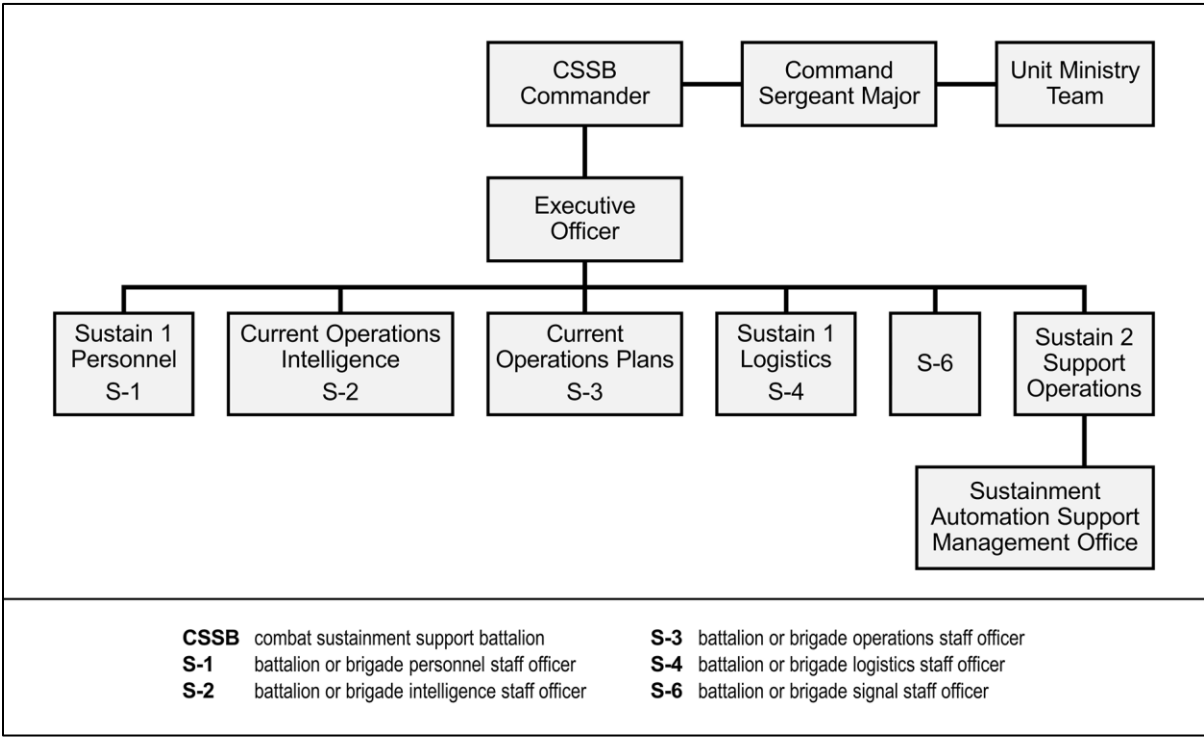 CSSB
Commander
Command
Sergeant Major
Unit Ministry
Team
Executive
Officer
Sustain 1
Personnel
S-1
Current Operations
Intelligence
S-2
Current
Operations Plans
S-3
Sustain 1
Logistics
S-4
S-6
Sustain 2
Support
Operations
Sustainment
Automation Support
Management Office
CSSB combat sustainment support battalion
S-1 battalion or brigade personnel staff officer
S-2 battalion or brigade intelligence staff officer
S-3 battalion or brigade operations staff officer
S-4 battalion or brigade logistics staff officer
S-6 battalion or brigade signal staff officer